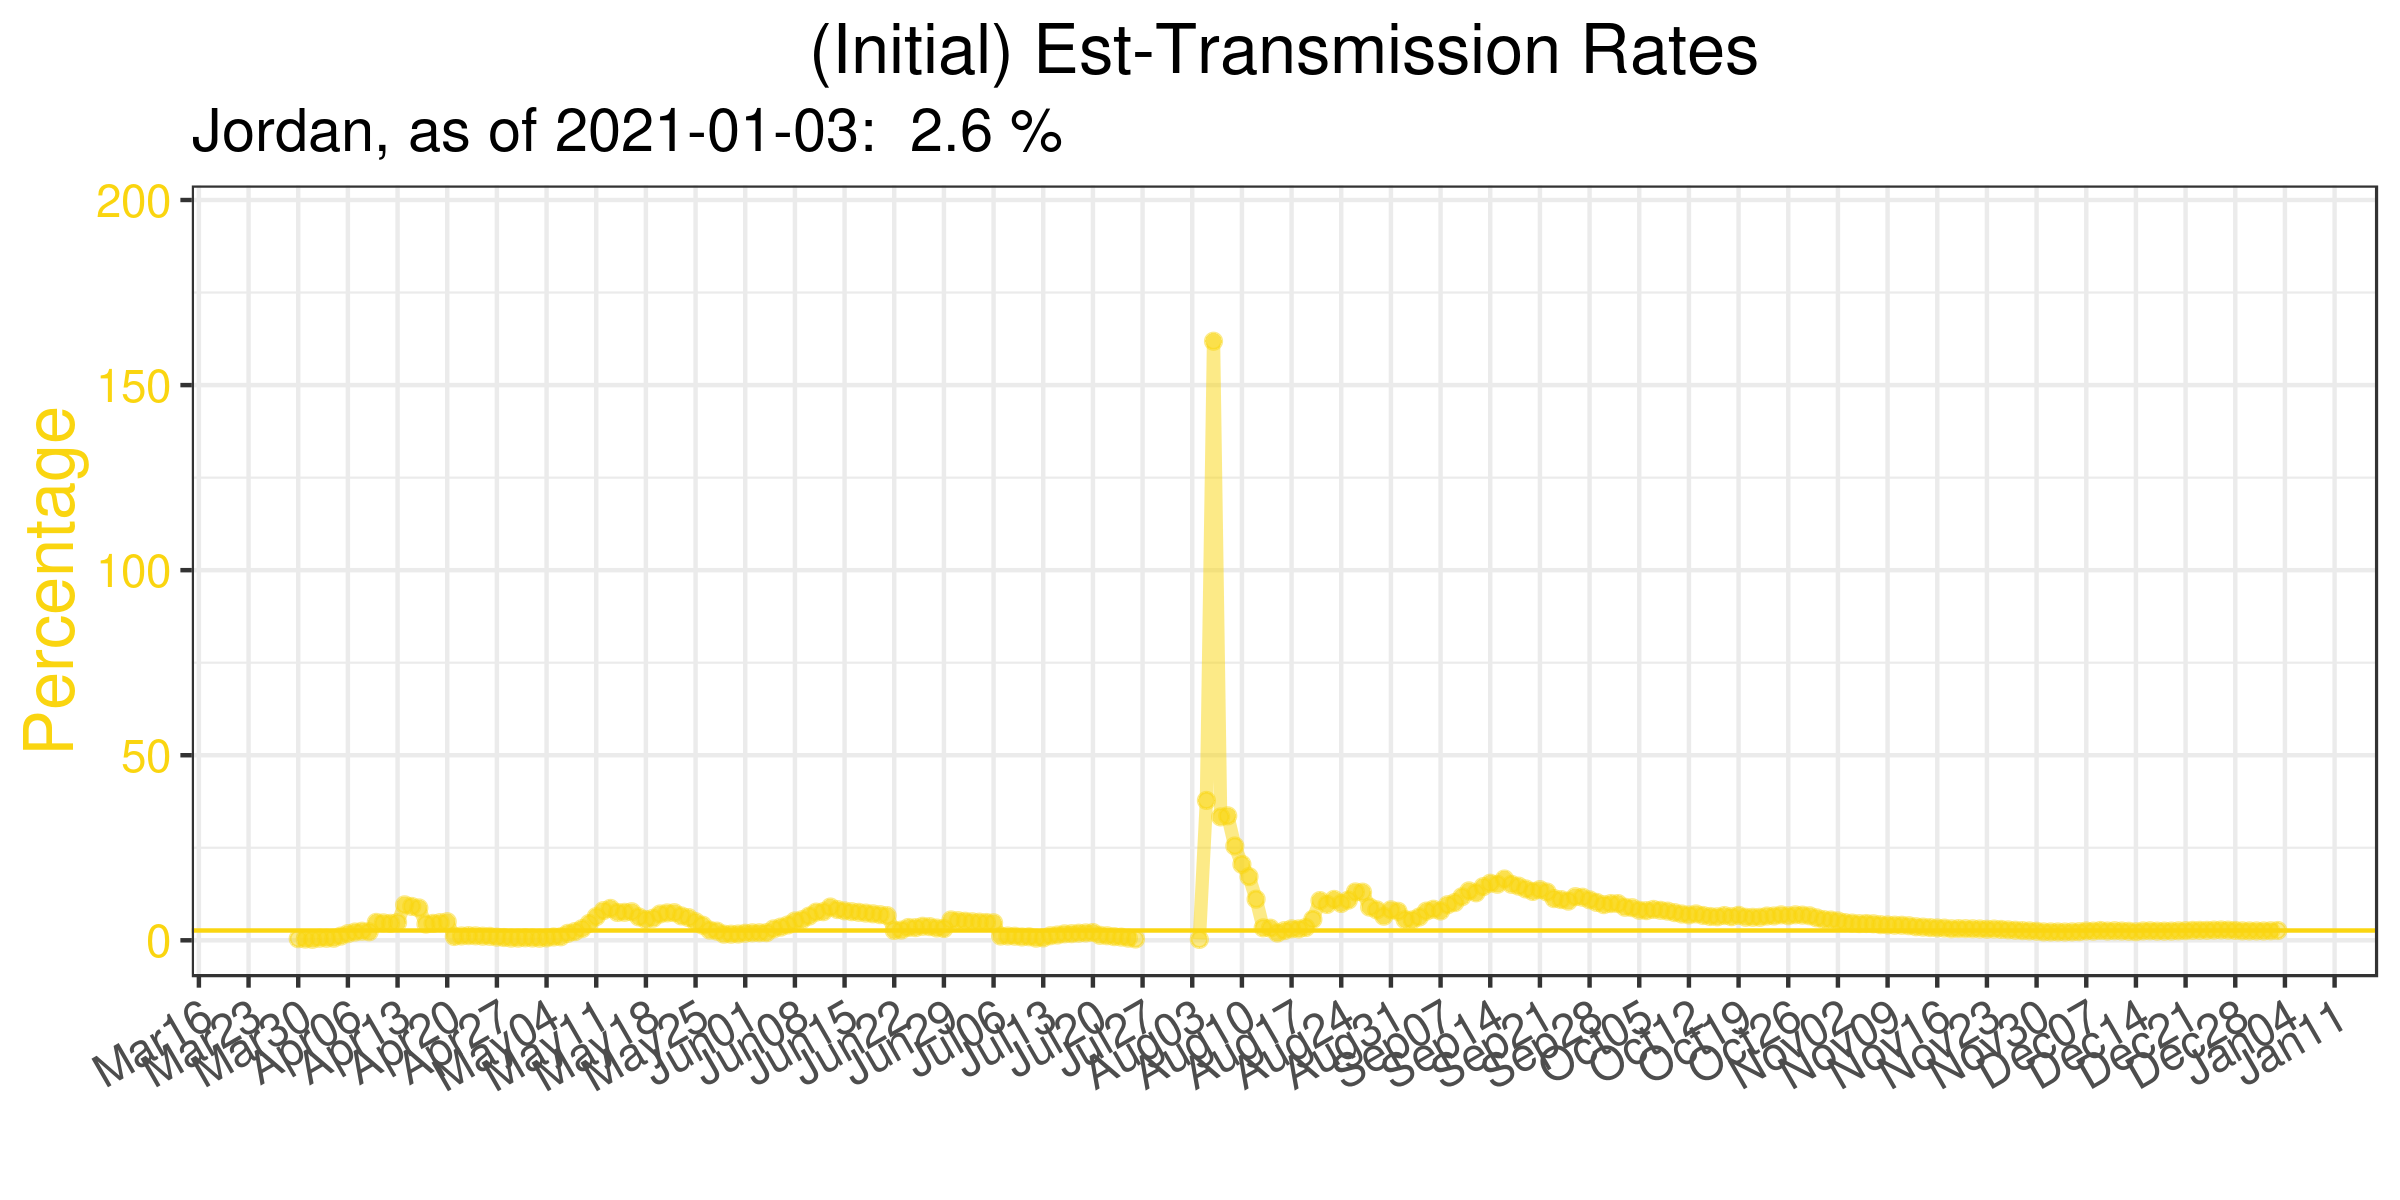 (Initial) Est-Transmission Rates
Jordan, as of 2021-01-03:  2.6 %
Percentage
200
150
100
50
0
Mar16
Mar23
Mar30
Apr06
Apr13
Apr20
Apr27
May04
May11
May18
May25
Jun01
Jun08
Jun15
Jun22
Jun29
Jul06
Jul13
Jul20
Jul27
Aug03
Aug10
Aug17
Aug24
Aug31
Sep07
Sep14
Sep21
Sep28
Oct05
Oct12
Oct19
Oct26
Nov02
Nov09
Nov16
Nov23
Nov30
Dec07
Dec14
Dec21
Dec28
Jan04
Jan11